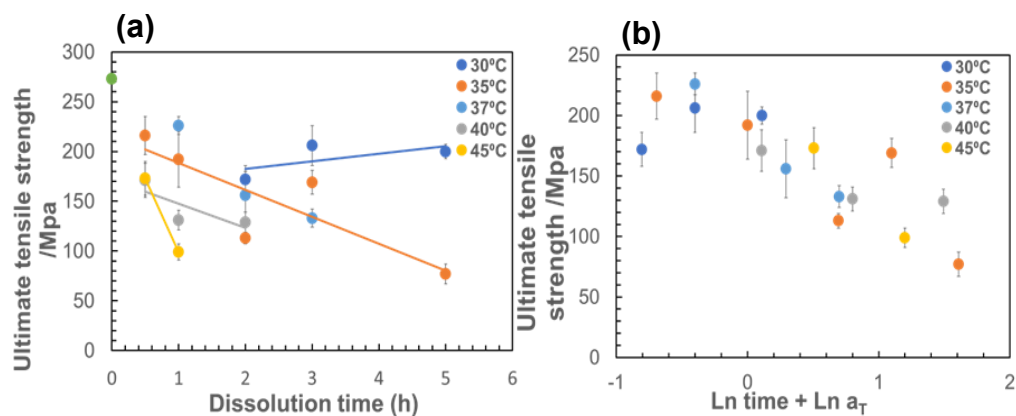 (a)
Ultimate tensile strength
/Mpa
300
250
200
150
100
50
0
0
1
2
3
4
5
6
Dissolution time (h)
30ºC
35ºC
37ºC
40ºC
45ºC
(b)
Ultimate tensile
strength /Mpa
250
200
150
100
50
0
-1
0
1
2
Ln time + Ln aT
30ºC
35ºC
37ºC
40ºC
45ºC